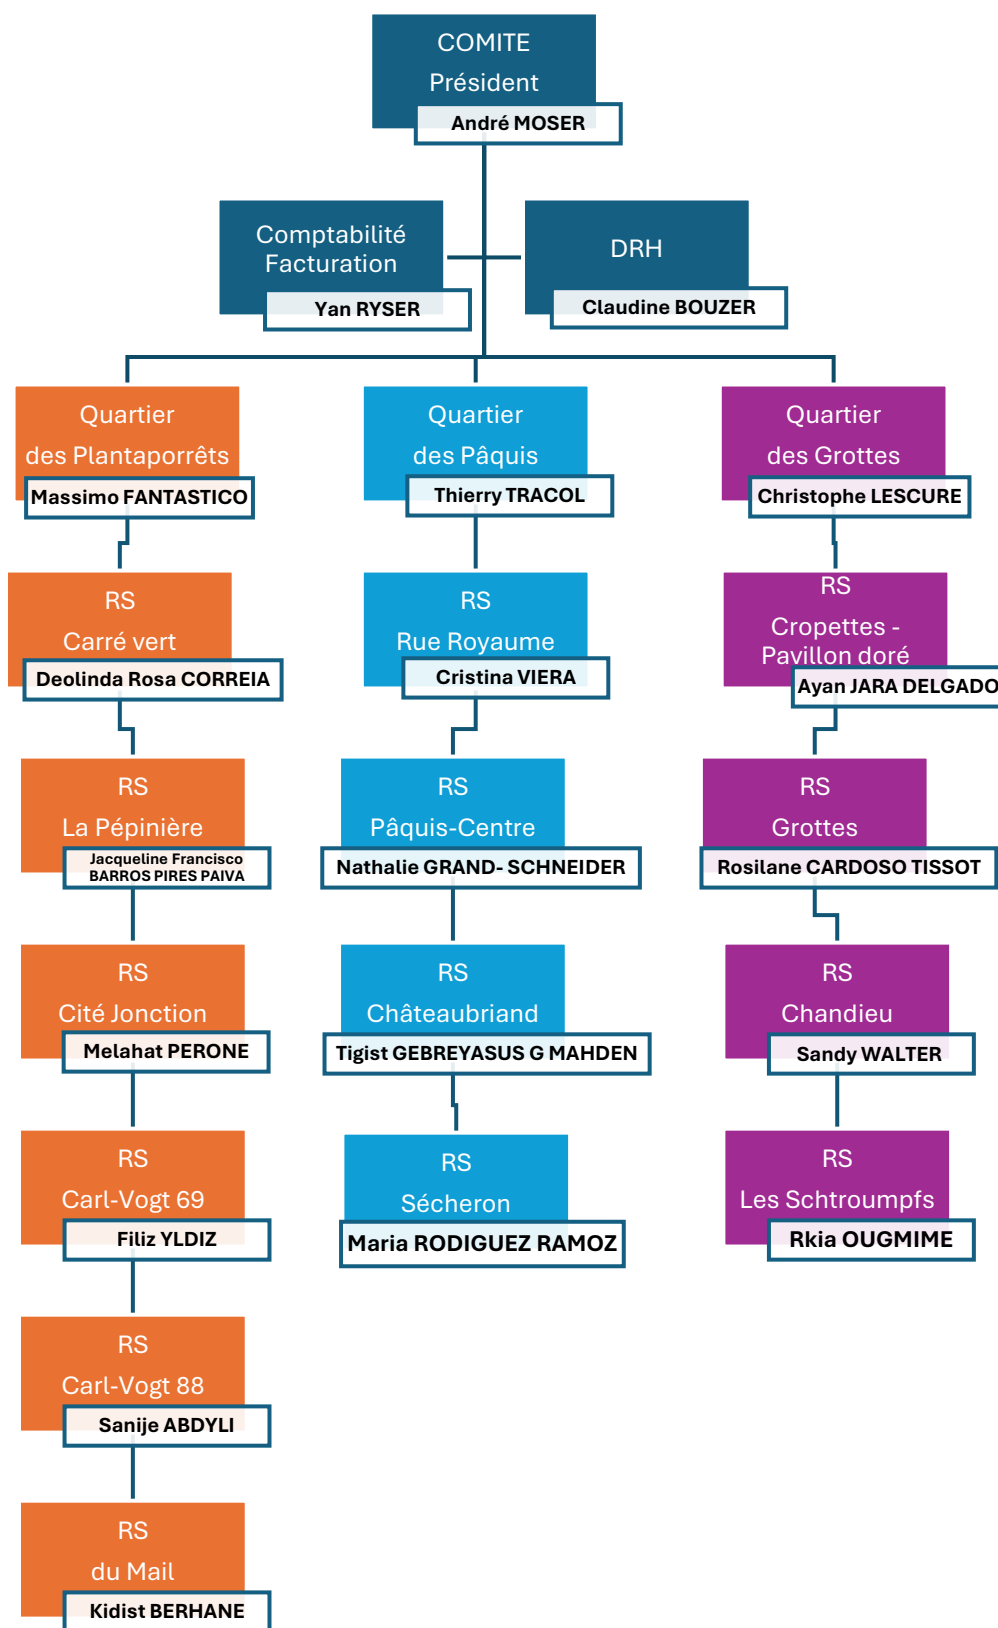 COMITE
Président
André MOSER
Comptabilité
Facturation
Yan RYSER
DRH
Claudine BOUZER
Quartier
des Plantaporrêts
Massimo FANTASTICO
Quartier
des Pâquis
Thierry TRACOL
Quartier
des Grottes
Christophe LESCURE
RS
Carré vert
Deolinda Rosa CORREIA
RS
Rue Royaume
Cristina VIERA
RS
Cropettes -
Pavillon doré
Ayan JARA DELGADO
RS
La Pépinière
Jacqueline Francisco
BARROS PIRES PAIVA
RS
Pâquis-Centre
Nathalie GRAND- SCHNEIDER
RS
Grottes
Rosilane CARDOSO TISSOT
RS
Cité Jonction
Melahat PERONE
RS
Châteaubriand
Tigist GEBREYASUS G MAHDEN
RS
Chandieu
Sandy WALTER
RS
Carl-Vogt 69
Filiz YLDIZ
RS
Sécheron
Maria RODIGUEZ RAMOZ
RS
Les Schtroumpfs
Rkia OUGMIME
RS
Carl-Vogt 88
Sanije ABDYLI
RS
du Mail
Kidist BERHANE